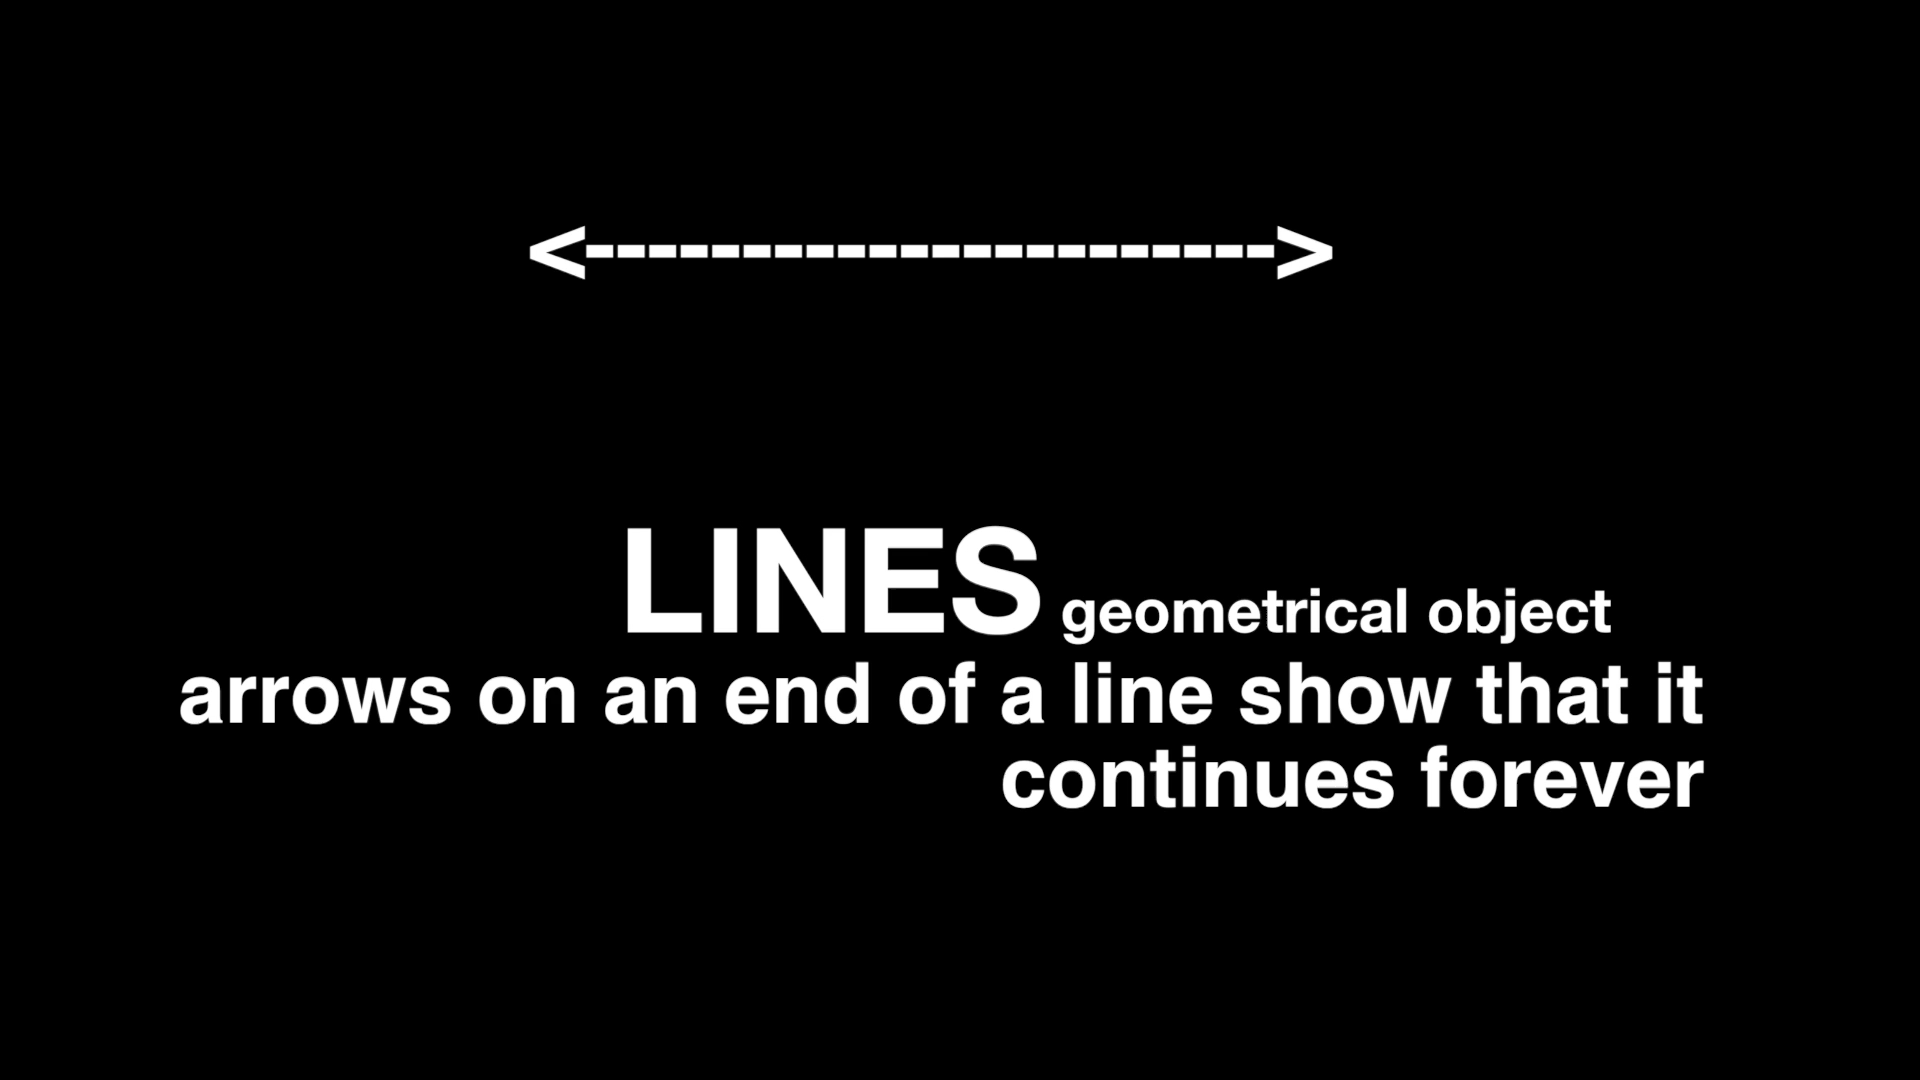 <---------------------->
LINES geometrical object
arrows on an end of a line show that it
continues forever